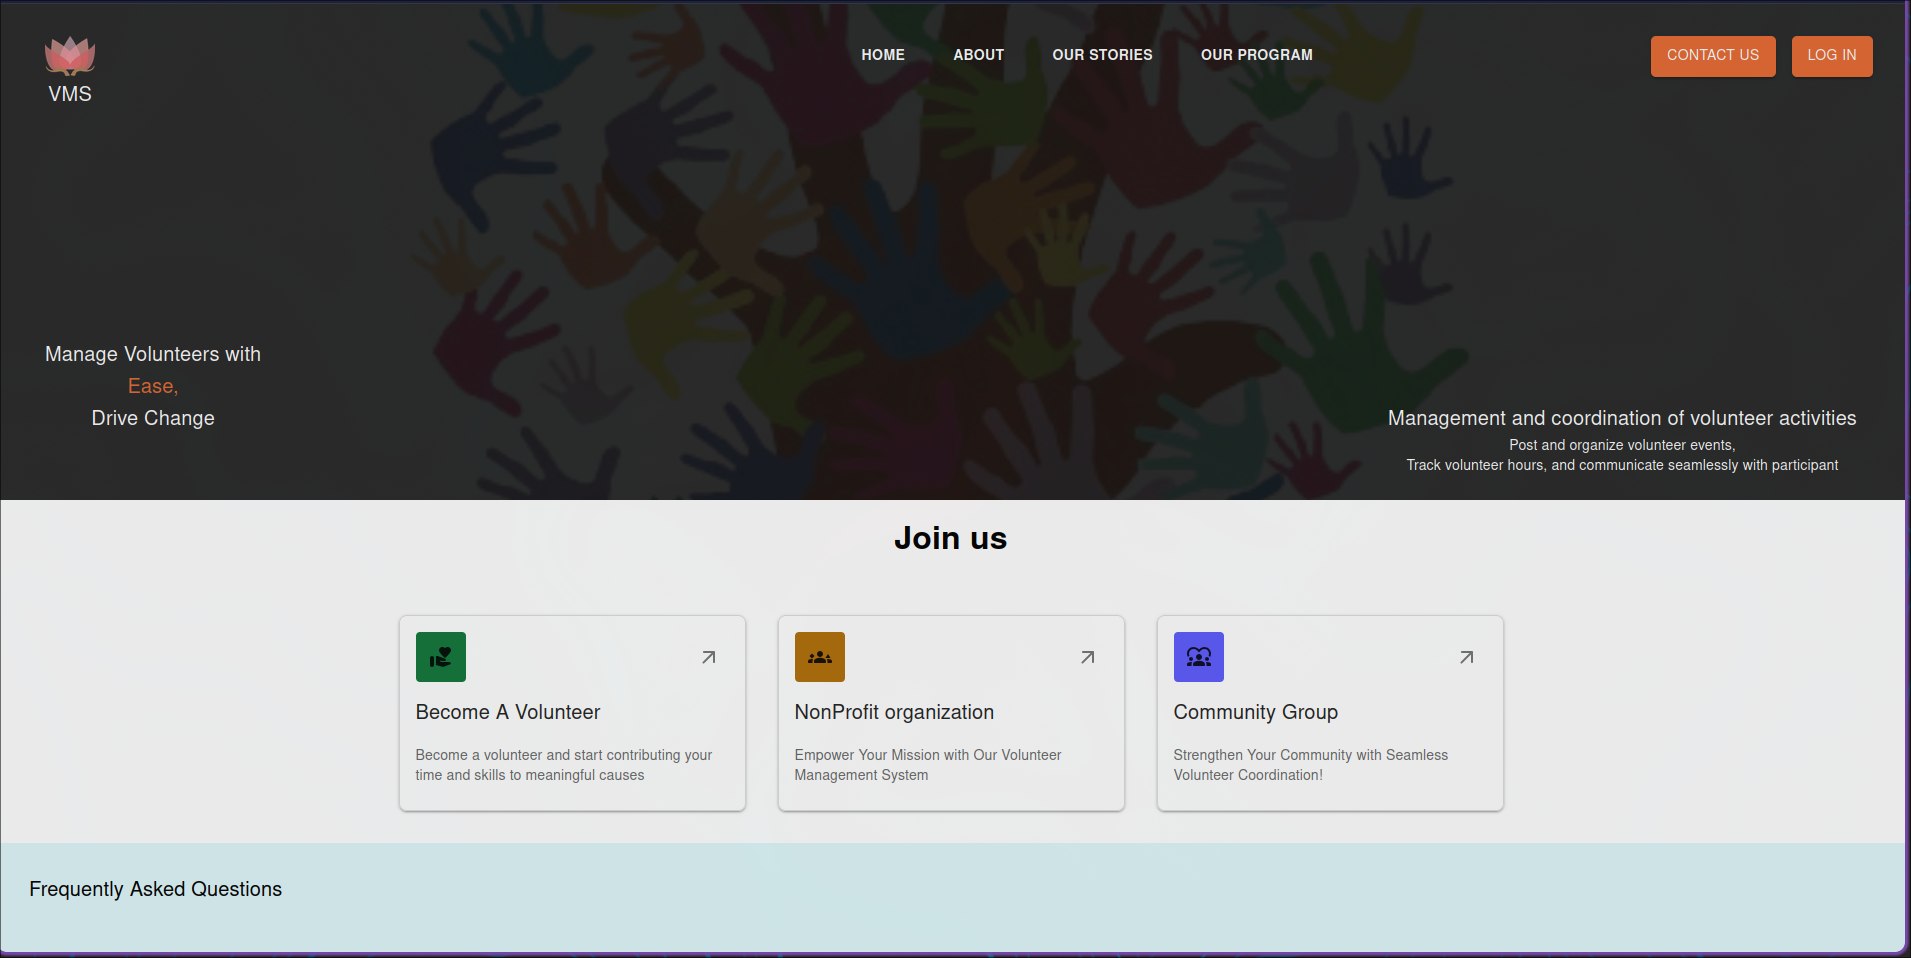 VMS
HOME ABOUT OUR STORIES OUR PROGRAM
CONTACT US LOG IN
Manage Volunteers with
Ease,
Drive Change
Management and coordination of volunteer activities
Post and organize volunteer events,
Track volunteer hours, and communicate seamlessly with participant
Join us
Become A Volunteer
Become a volunteer and start contributing your
time and skills to meaningful causes
NonProfit organization
Empower Your Mission with Our Volunteer
Management System
Community Group
Strengthen Your Community with Seamless
Volunteer Coordination!
Frequently Asked Questions